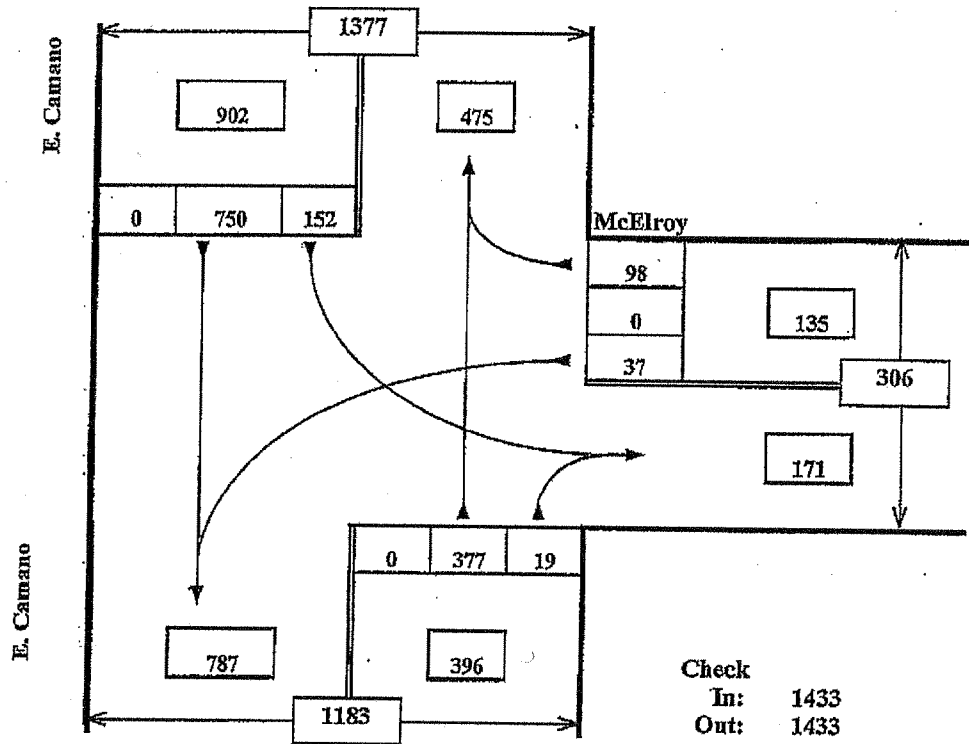 1377
E. Camano
902
475
0 750 152
McElroy
98
0
135
37
306
171
0 377 19
E. Camano
787
396
1183
Check
In: 1433
Out: 1433